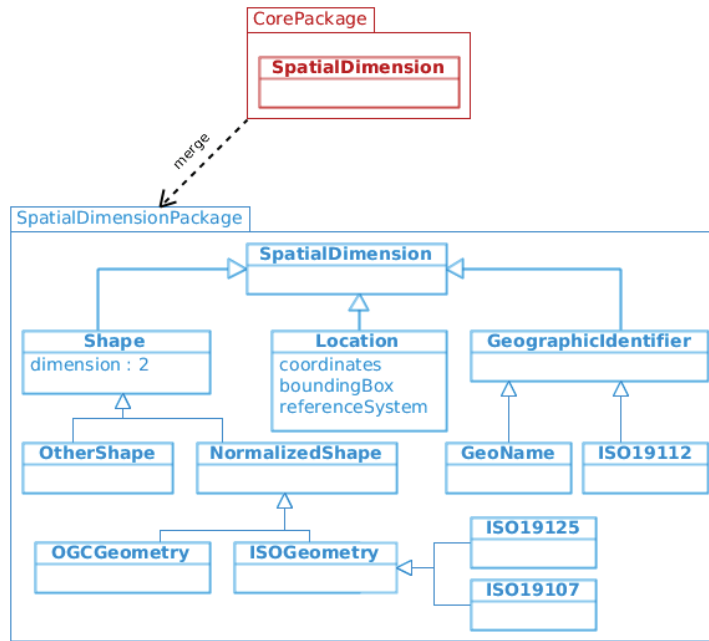 CorePackage
SpatialDimension
merge
SpatialDimensionPackage
SpatialDimension
Shape
dimension : 2
Location
coordinates
boundingBox
referenceSystem
GeographicIdentifier
OtherShape
NormalizedShape
GeoName
ISO19112
OGCGeometry
ISOGeometry
ISO19125
ISO19107